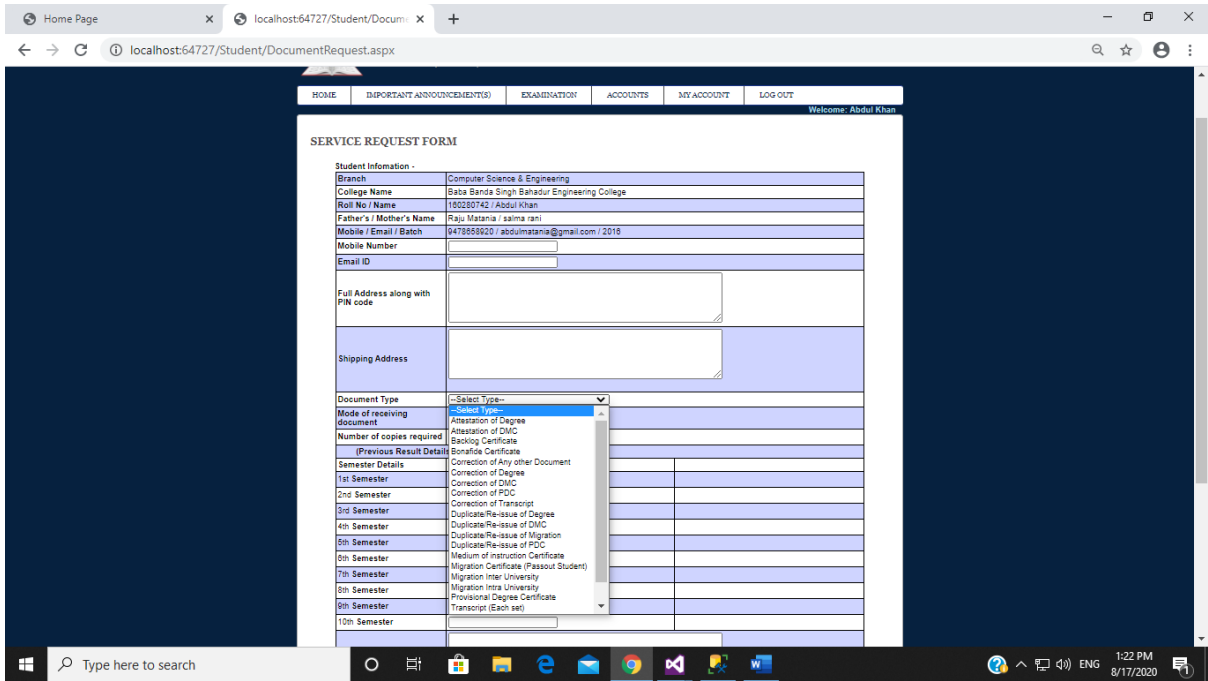 Home Page
localhost:64727/Student/Docume
localhost:64727/Student/DocumentRequest.aspx
HOME IMPORTANT ANNOUNCEMENT(S) EXAMINATION ACCOUNTS MY ACCOUNT LOG OUT
Welcome: Abdul Khan
SERVICE REQUEST FORM
Student Infomation -
Branch Computer Science & Engineering
College Name Baba Banda Singh Bahadur Engineering College
Roll No / Name 160280742 / Abdul Khan
Father's / Mother's Name Raju Matania / salma rani
Mobile / Email / Batch 9478658920 / abdulmatania@gmail.com / 2016
Mobile Number
Email ID
Full Address along with
PIN code
Shipping Address
Document Type --Select Type--
Mode of receiving
document
Number of copies required
(Previous Result Details
Semester Details
1st Semester
2nd Semester
3rd Semester
4th Semester
5th Semester
6th Semester
7th Semester
8th Semester
9th Semester
10th Semester
--Select Type--
Attestation of Degree
Attestation of DMC
Backlog Certificate
Bonafide Certificate
Correction of Any other Document
Correction of Degree
Correction of DMC
Correction of PDC
Correction of Transcript
Duplicate/Re-issue of Degree
Duplicate/Re-issue of DMC
Duplicate/Re-issue of Migration
Duplicate/Re-issue of PDC
Medium of instruction Certificate
Migration Certificate (Passout Student)
Migration Inter University
Migration Intra University
Provisional Degree Certificate
Transcript (Each set)
Type here to search
ENG
1:22 PM
8/17/2020